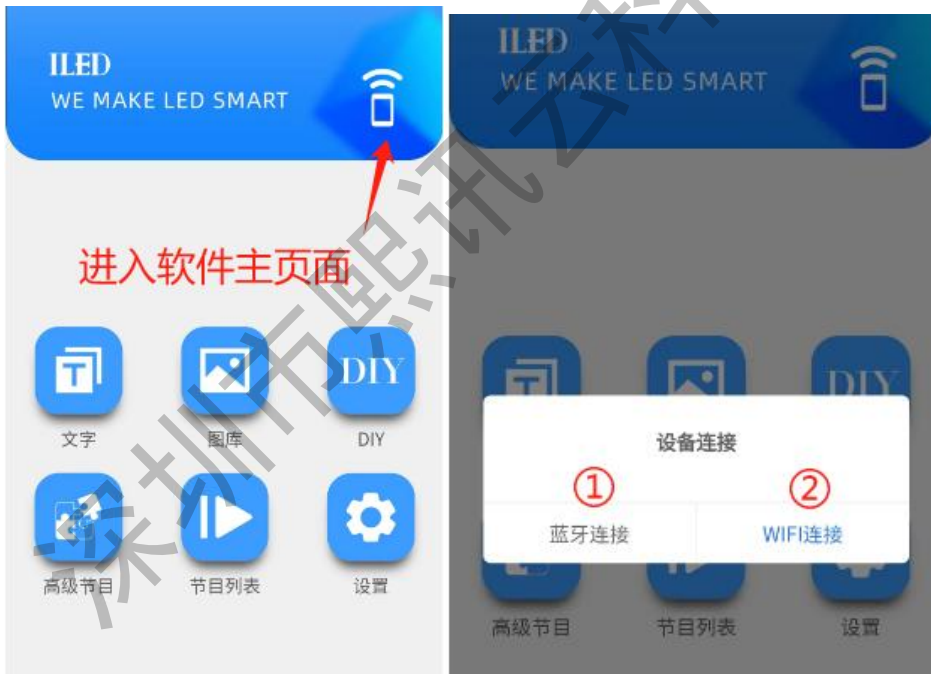 ILED
WE MAKE LED SMART
进入软件主页面
DIY
文字
图库
DIY
高级节目
节目列表
设置
ILED
WE MAKE LED SMART
DIY
设备连接
①
②
蓝牙连接
WIFI连接
高级节目
节目列表
设置
深圳市熙讯云科